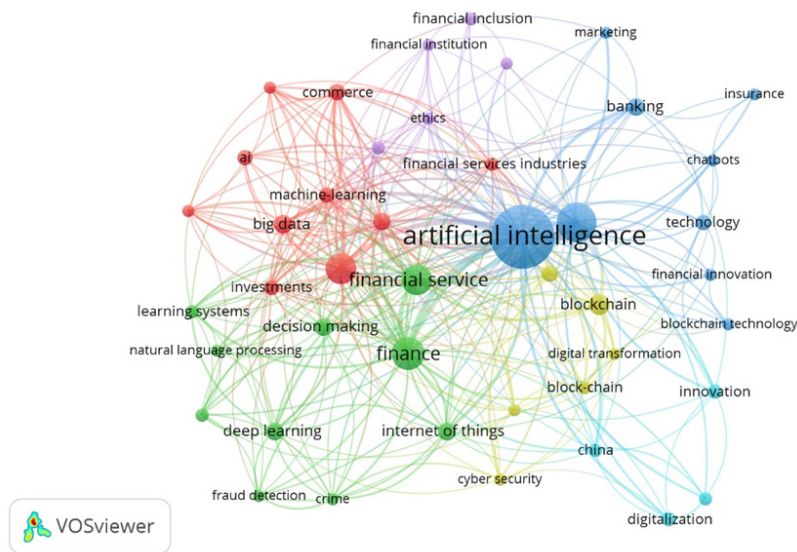 financial inclusion
marketing
financial institution
commerce
banking
insurance
ethics
ai
financial services industries
chatbots
machine-learning
big data
technology
artificial intelligence
financial service
financial innovation
investments
learning systems
blockchain
decision making
blockchain technology
natural language processing
finance
digital transformation
block-chain
innovation
deep learning
internet of things
china
cyber security
fraud detection
crime
digitalization
VOSviewer